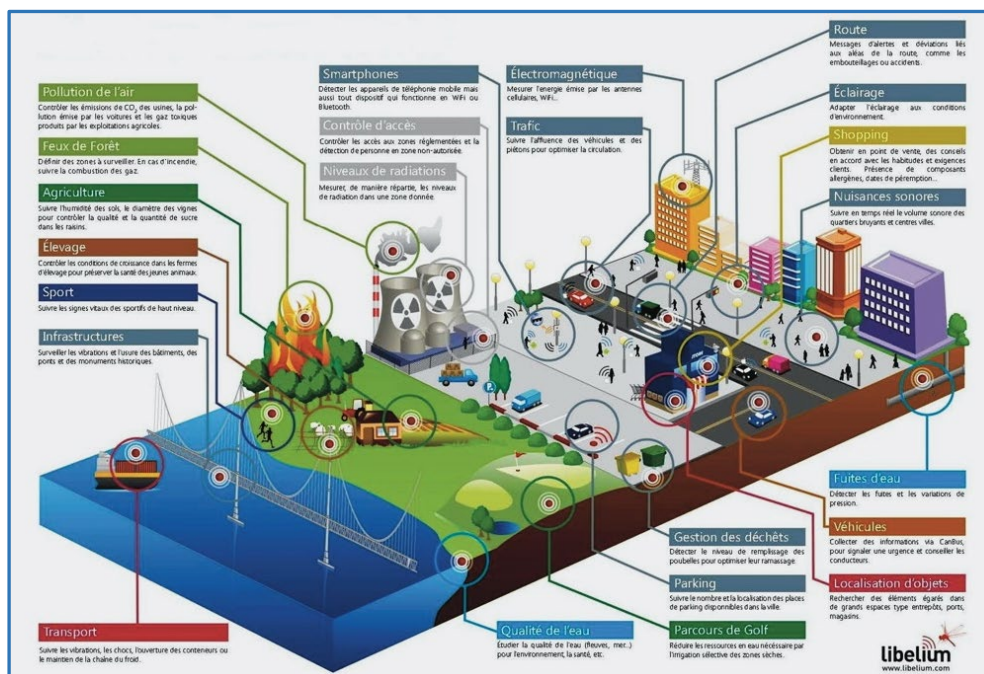 Pollution de l'air
Contrôler les émissions de CO₂ des usines, la pol-
lution émise par les voitures et les gaz toxiques
produits par les exploitations agricoles.
Feux de Forêt
Définir des zones à surveiller. En cas d'incendie,
suivre la combustion des gaz.
Agriculture
Suivre l'humidité des sols, le diamètre des vignes
pour contrôler la qualité et la quantité de sucre
dans les raisins.
Élevage
Contrôler les conditions de croissance dans les fermes
d'élevage pour préserver la santé des jeunes animaux.
Sport
Suivre les signes vitaux des sportifs de haut niveau.
Infrastructures
Surveiller les vibrations et l'usure des bâtiments, des
ponts et des monuments historiques.
Smartphones
Détecter les appareils de téléphonie mobile mais
aussi tout dispositif qui fonctionne en WiFi ou
Bluetooth.
Contrôle d'accès
Contrôler les accès aux zones réglementées et la
détection de personne en zone non-autorisée.
Niveaux de radiations
Mesurer, de manière répartie, les niveaux
de radiation dans une zone donnée.
Électromagnétique
Mesurer l'energie émise par les antennes
cellulaires, WiFi...
Trafic
Suivre l'affluence des véhicules et des
piétons pour optimiser la circulation.
Route
Messages d'alertes et déviations liés
aux aléas de la route, comme les
embouteillages ou accidents.
Éclairage
Adapter l'éclairage aux conditions
d'environnement.
Shopping
Obtenir en point de vente, des conseils
en accord avec les habitudes et exigences
clients. Présence de composants
allergènes, dates de péremption...
Nuisances sonores
Suivre en temps réel le volume sonore des
quartiers bruyants et centres villes.
Fuites d'eau
Détecter les fuites et les variations de
pression.
Véhicules
Collecter des informations via CanBus,
pour signaler une urgence et conseiller les
conducteurs.
Localisation d'objets
Rechercher des éléments égarés dans
de grands espaces type entrepôts, ports,
magasins.
Gestion des déchêts
Détecter le niveau de remplissage des
poubelles pour optimiser leur ramassage.
Parking
Suivre le nombre et la localisation des places
de parking disponnibles dans la ville.
Parcours de Golf
Réduire les ressources en eau nécessaire par
l'irrigation sélective des zones sèches.
Qualité de l'eau
Étudier la qualité de l'eau (fleuves, mer...)
pour l'environnement, la santé, etc.
Transport
Suivre les vibrations, les chocs, l'ouverture des conteneurs ou
le maintien de la chaîne du froid.
P
libelium
www.libelium.com